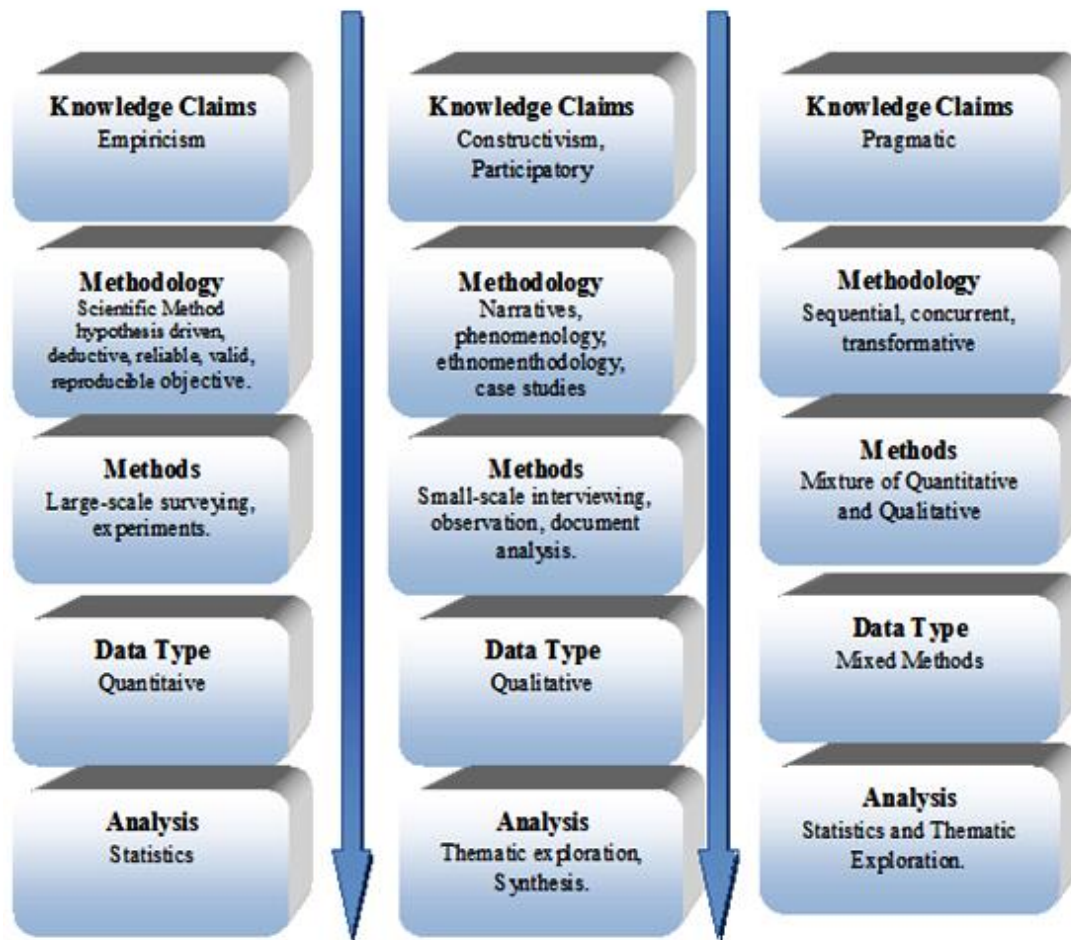 Knowledge Claims
Empiricism
Methodology
Scientific Method
hypothesis driven,
deductive, reliable, valid,
reproducible objective.
Methods
Large-scale surveying,
experiments.
Data Type
Quantitaive
Analysis
Statistics
Knowledge Claims
Constructivism,
Participatory
Methodology
Narratives,
phenomenology,
ethnomenthodology,
case studies
Methods
Small-scale interviewing,
observation, document
analysis.
Data Type
Qualitative
Analysis
Thematic exploration,
Synthesis.
Knowledge Claims
Pragmatic
Methodology
Sequential, concurrent,
transformative
Methods
Mixture of Quantitative
and Qualitative
Data Type
Mixed Methods
Analysis
Statistics and Thematic
Exploration.